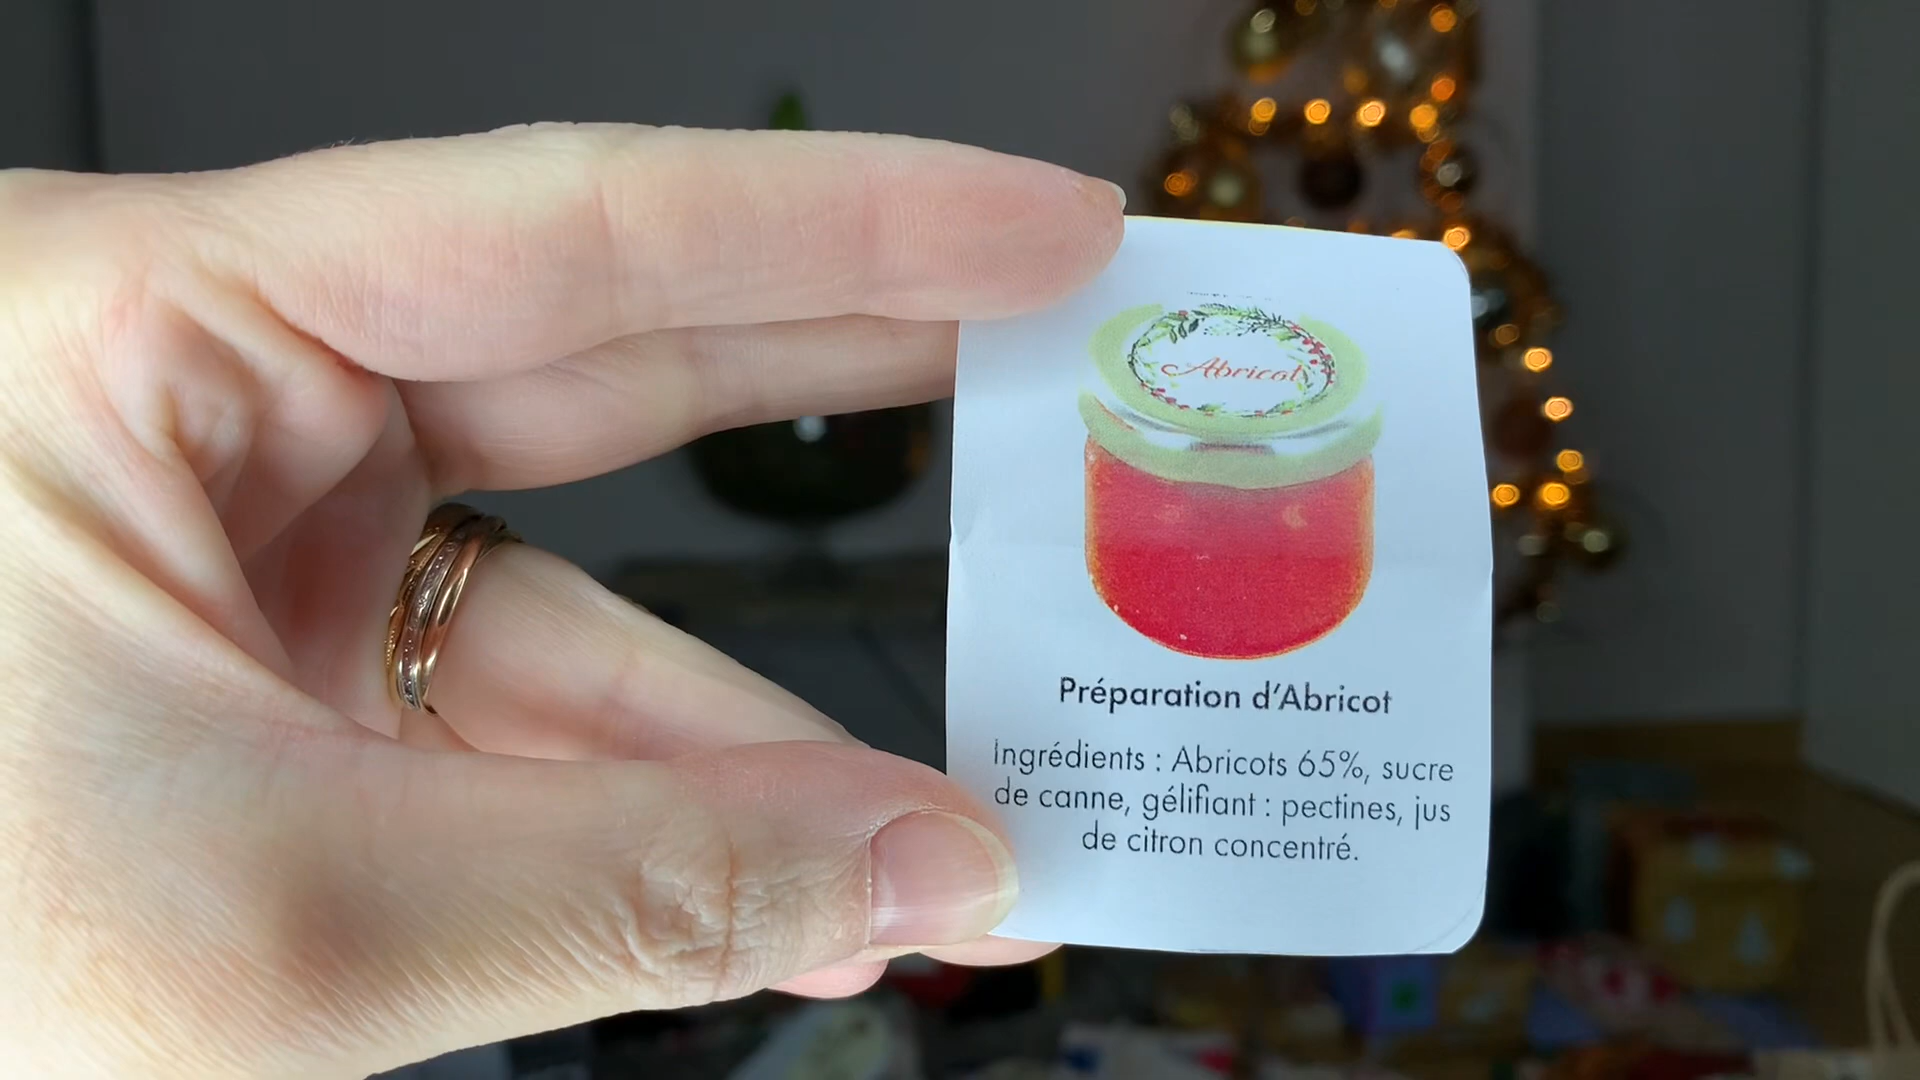 Abricot
Préparation d'Abricot
Ingrédients : Abricots 65%, sucre
de canne, gélifiant : pectines, jus
de citron concentré.